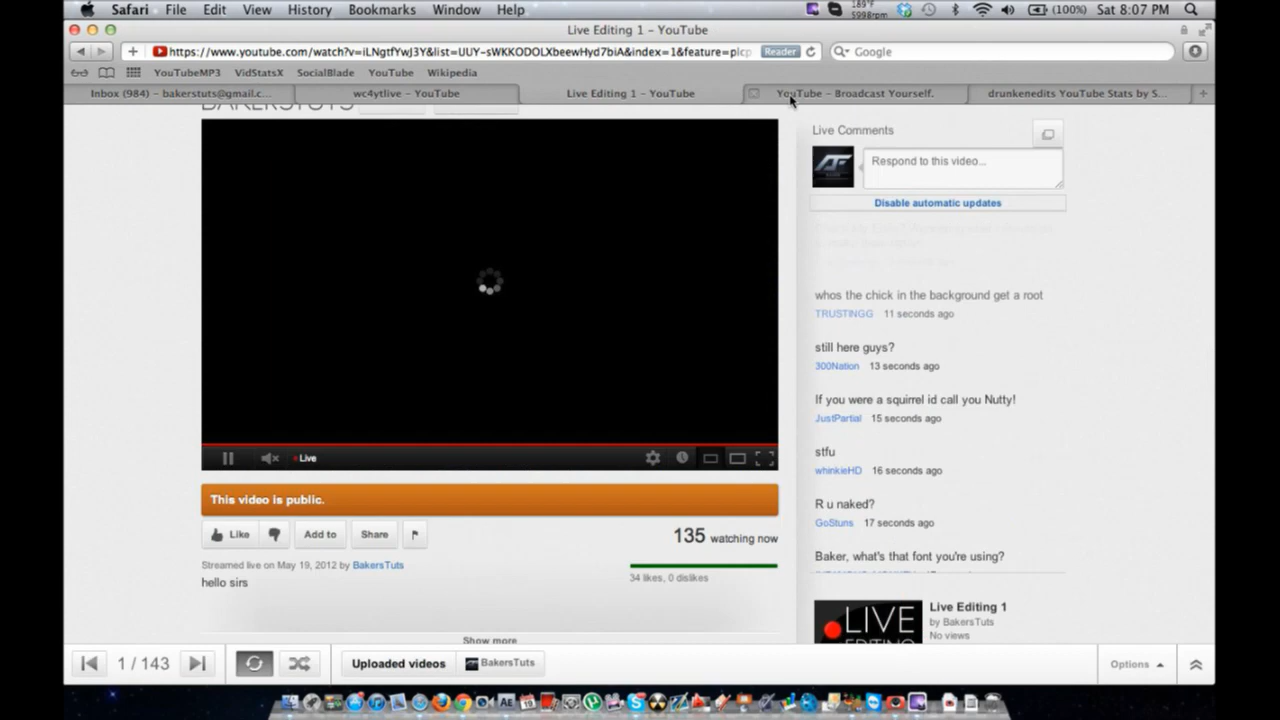 Safari File Edit View History Bookmarks Window Help 189°F 5998rpm (100%) Sat 8:07 PM
Live Editing 1 – YouTube
https://www.youtube.com/watch?v=iLNgtfYwJ3Y&list=UUY-sWKKODOLXbeewHyd7biA&index=1&feature=plcp Reader Google
YouTubeMP3 VidStatsX SocialBlade YouTube Wikipedia
Inbox (984) – bakerstuts@gmail.c... wc4ytlive – YouTube Live Editing 1 – YouTube YouTube – Broadcast Yourself. drunkenedits YouTube Stats by S...
BAKERSTUTS
Live Comments
Respond to this video...
Disable automatic updates
whos the chick in the background get a root
TRUSTINGG 11 seconds ago
still here guys?
300Nation 13 seconds ago
If you were a squirrel id call you Nutty!
JustPartial 15 seconds ago
stfu
whinkieHD 16 seconds ago
R u naked?
GoStuns 17 seconds ago
Baker, what's that font you're using?
Live
This video is public.
Like Add to Share
135 watching now
Streamed live on May 19, 2012 by BakersTuts
34 likes, 0 dislikes
hello sirs
Show more
LIVE
EDITING
Live Editing 1
by BakersTuts
No views
1 / 143 Uploaded videos BakersTuts Options
AE
19